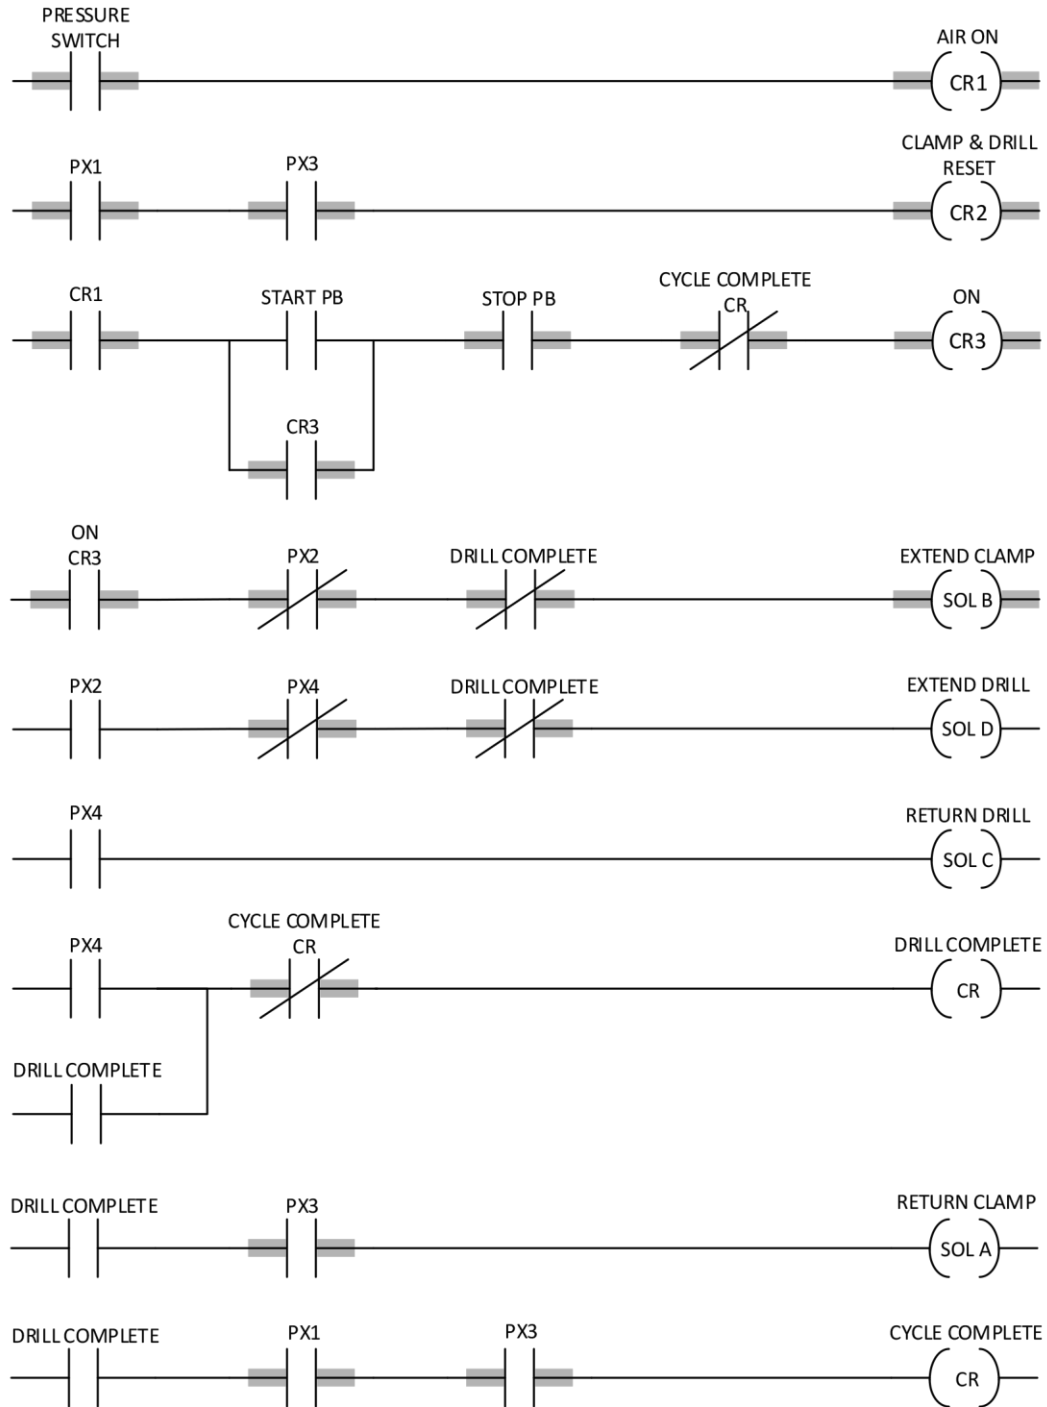 PRESSURE
SWITCH
AIR ON
CR1
PX1
PX3
CLAMP & DRILL
RESET
CR2
CR1
START PB
STOP PB
CYCLE COMPLETE
CR
ON
CR3
CR3
ON
CR3
PX2
DRILL COMPLETE
EXTEND CLAMP
SOL B
PX2
PX4
DRILL COMPLETE
EXTEND DRILL
SOL D
PX4
RETURN DRILL
SOL C
PX4
CYCLE COMPLETE
CR
DRILL COMPLETE
CR
DRILL COMPLETE
DRILL COMPLETE
PX3
RETURN CLAMP
SOL A
DRILL COMPLETE
PX1
PX3
CYCLE COMPLETE
CR